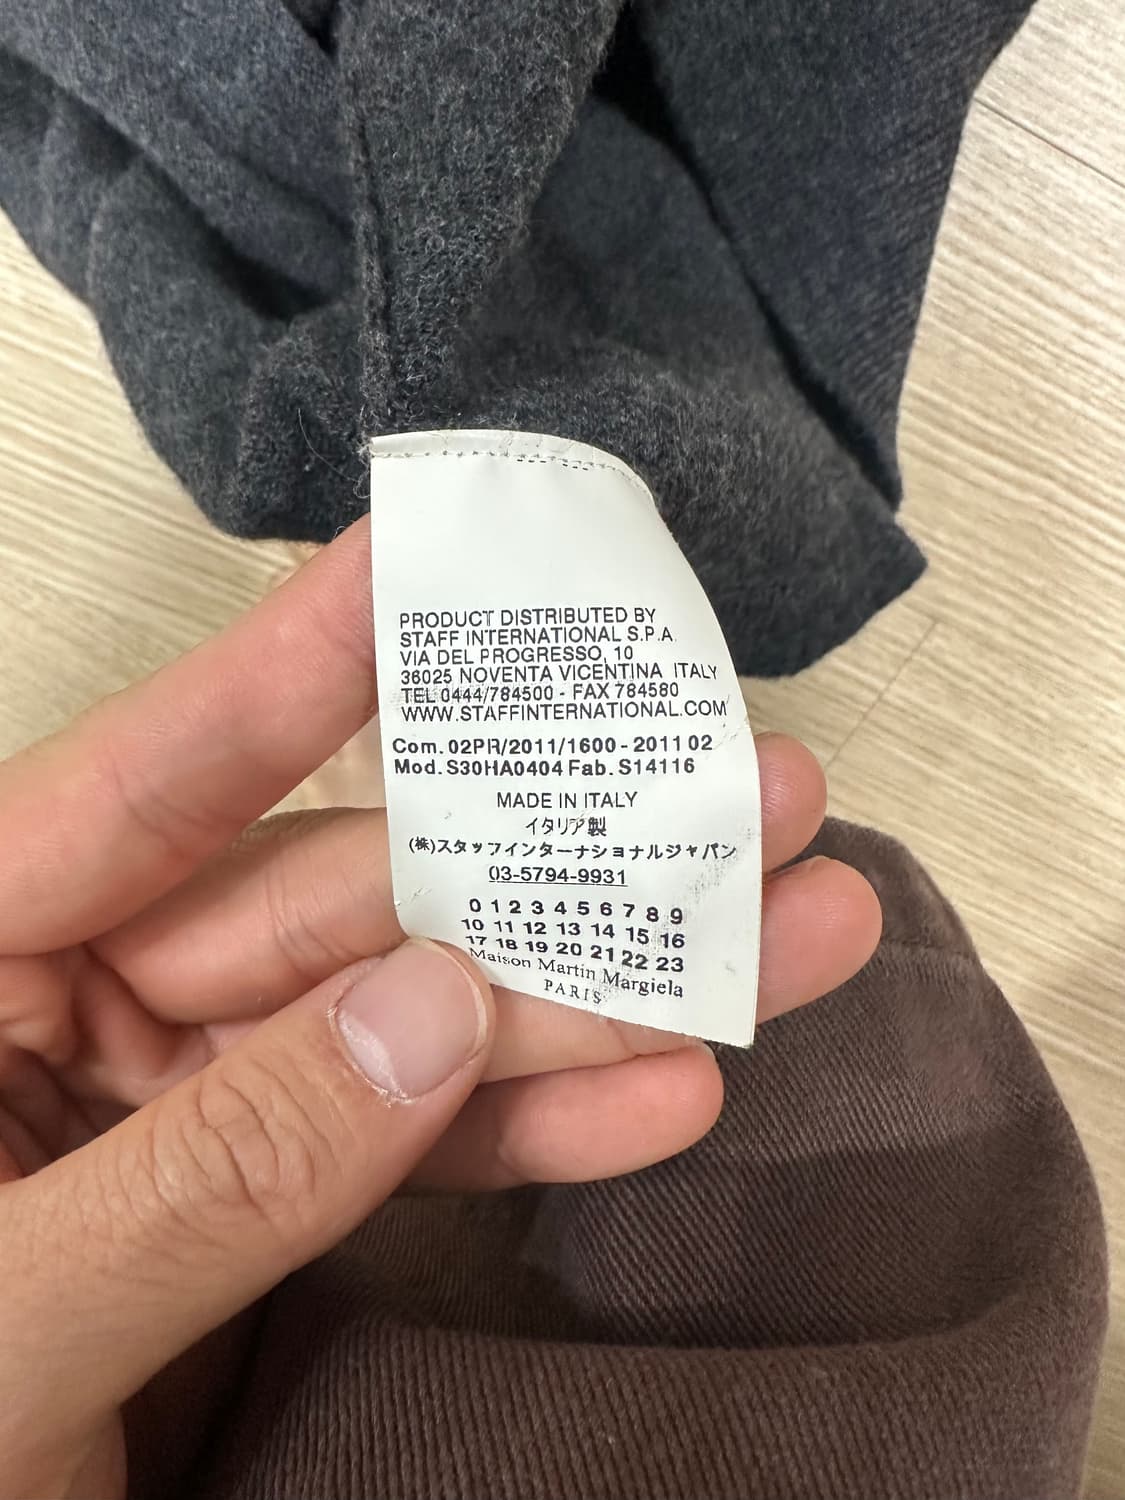 PRODUCT DISTRIBUTED BY
STAFF INTERNATIONAL S.P.A.
VIA DEL PROGRESSO, 10
36025 NOVENTA VICENTINA ITALY
TEL 0444/784500 - FAX 784580
WWW.STAFFINTERNATIONAL.COM
Com. 02PR/2011/1600 - 2011 02
Mod. S30HA0404 Fab. S14116
MADE IN ITALY
イタリア製
(株)スタッフインターナショナルジャパン
03-5794-9931
0 1 2 3 4 5 6 7 8 9
10 11 12 13 14 15 16
17 18 19 20 21 22 23
Maison Martin Margiela
PARIS